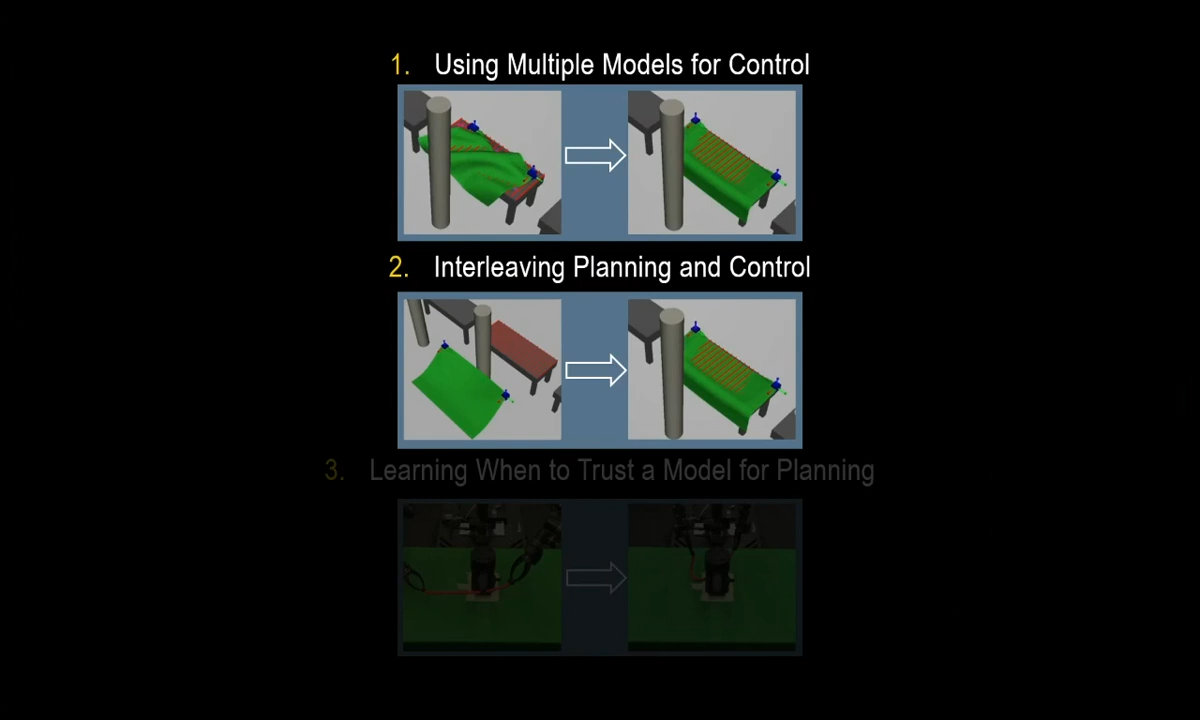 1. Using Multiple Models for Control
2. Interleaving Planning and Control
3. Learning When to Trust a Model for Planning